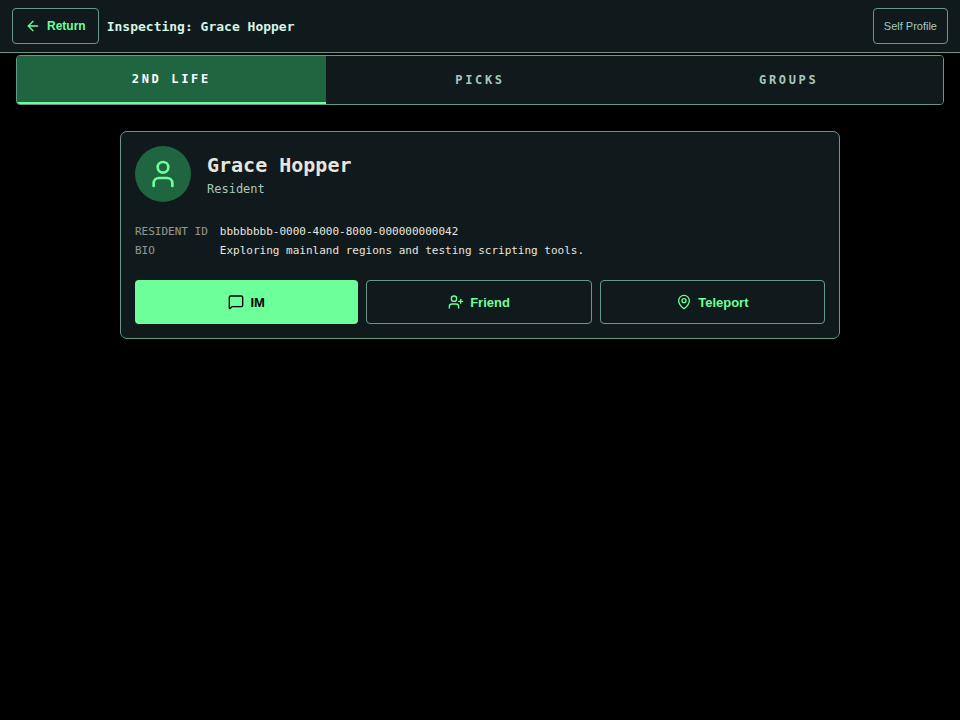 Return
Inspecting: Grace Hopper
Self Profile
2ND LIFE
PICKS
GROUPS
Grace Hopper
Resident
RESIDENT ID bbbbbbbb-0000-4000-8000-000000000042
BIO Exploring mainland regions and testing scripting tools.
IM
Friend
Teleport